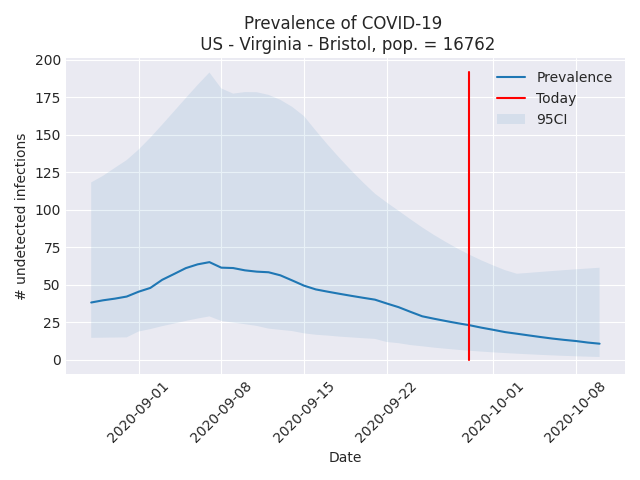 Prevalence of COVID-19
US - Virginia - Bristol, pop. = 16762
200
175
150
125
100
75
50
25
0
# undetected infections
Prevalence
Today
95CI
2020-09-01
2020-09-08
2020-09-15
2020-09-22
2020-10-01
2020-10-08
Date